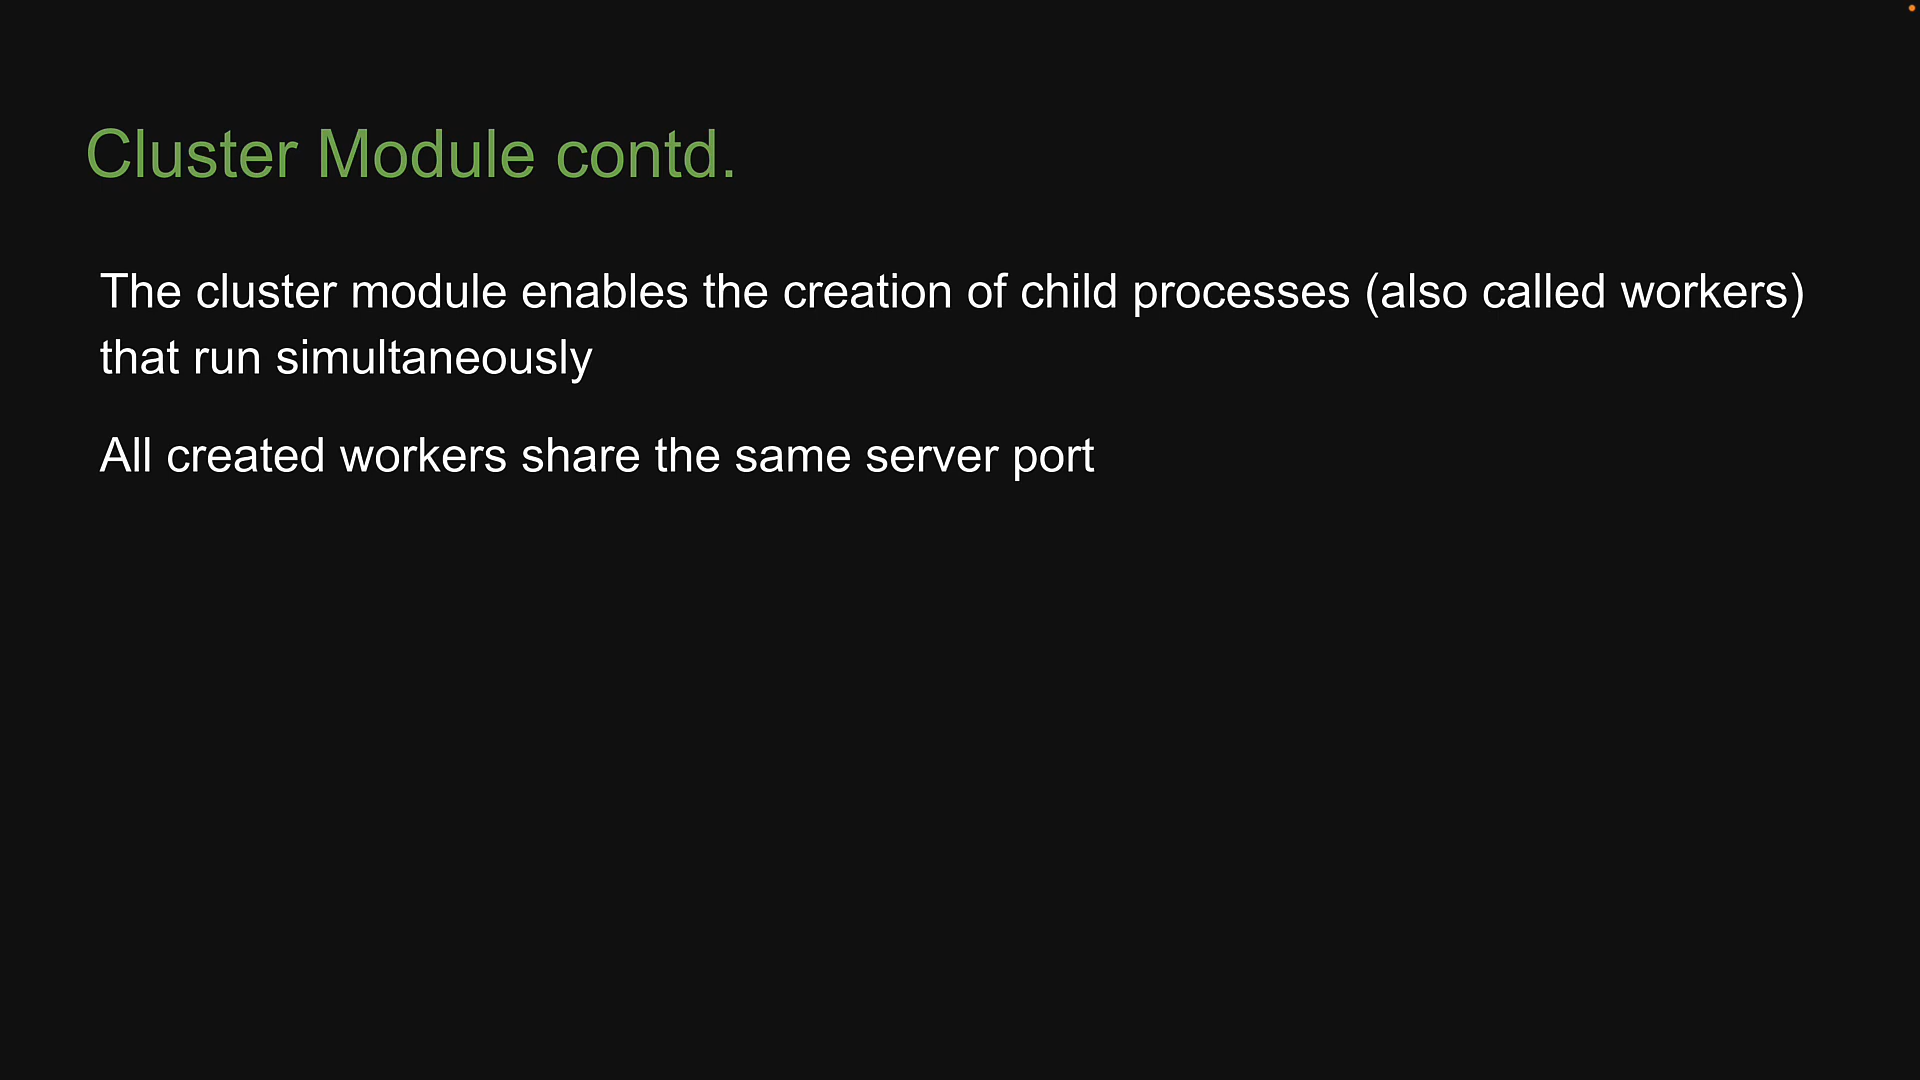 Cluster Module contd.
The cluster module enables the creation of child processes (also called workers)
that run simultaneously
All created workers share the same server port